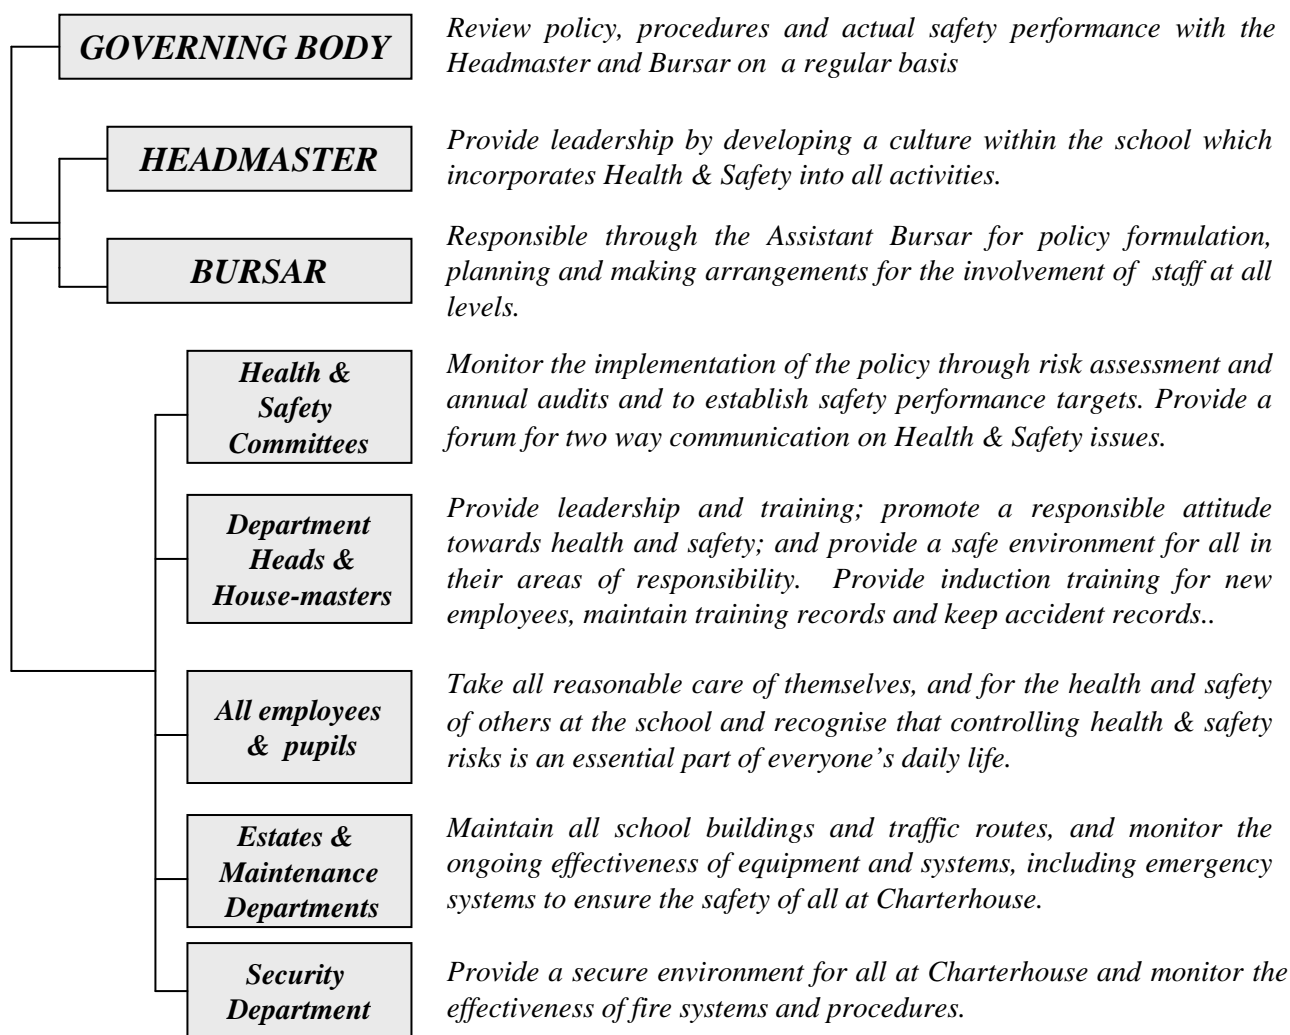 GOVERNING BODY
Review policy, procedures and actual safety performance with the
Headmaster and Bursar on a regular basis
HEADMASTER
Provide leadership by developing a culture within the school which
incorporates Health & Safety into all activities.
BURSAR
Responsible through the Assistant Bursar for policy formulation,
planning and making arrangements for the involvement of staff at all
levels.
Health &
Safety
Committees
Monitor the implementation of the policy through risk assessment and
annual audits and to establish safety performance targets. Provide a
forum for two way communication on Health & Safety issues.
Department
Heads &
House-masters
Provide leadership and training; promote a responsible attitude
towards health and safety; and provide a safe environment for all in
their areas of responsibility. Provide induction training for new
employees, maintain training records and keep accident records..
All employees
& pupils
Take all reasonable care of themselves, and for the health and safety
of others at the school and recognise that controlling health & safety
risks is an essential part of everyone’s daily life.
Estates &
Maintenance
Departments
Maintain all school buildings and traffic routes, and monitor the
ongoing effectiveness of equipment and systems, including emergency
systems to ensure the safety of all at Charterhouse.
Security
Department
Provide a secure environment for all at Charterhouse and monitor the
effectiveness of fire systems and procedures.